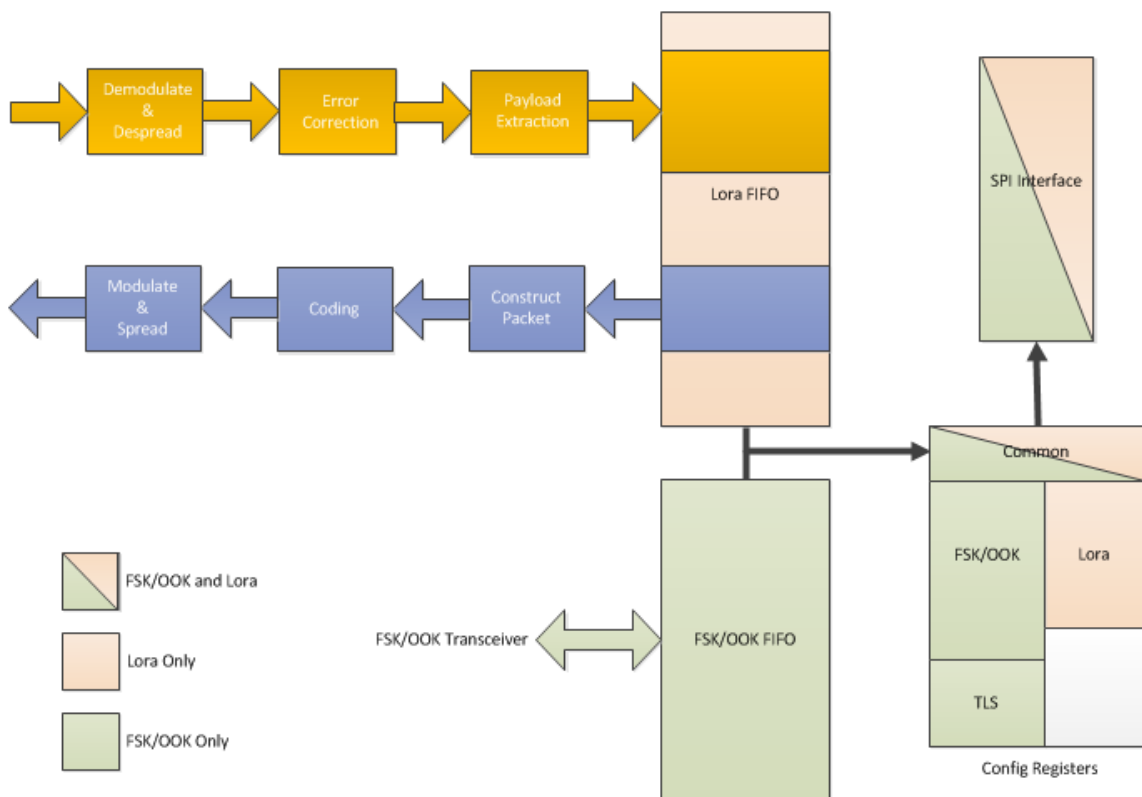 Demodulate
&
Despread
Error
Correction
Payload
Extraction
Lora FIFO
SPI Interface
Modulate
&
Spread
Coding
Construct
Packet
Common
FSK/OOK
Lora
TLS
Config Registers
FSK/OOK FIFO
FSK/OOK Transceiver
FSK/OOK and Lora
Lora Only
FSK/OOK Only